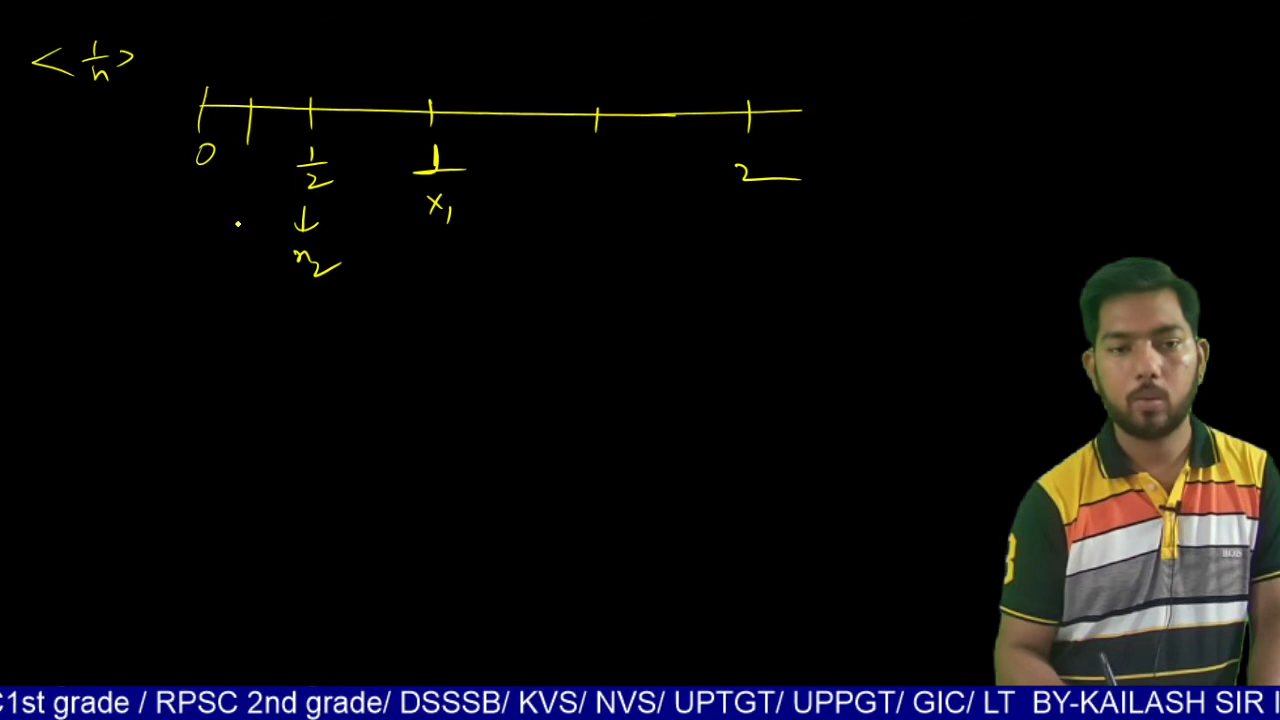 < 1/n >
0 1/2 1 2
↓ x₁
x₂
BOSS
C1st grade / RPSC 2nd grade/ DSSSB/ KVS/ NVS/ UPTGT/ UPPGT/ GIC/ LT BY-KAILASH SIR